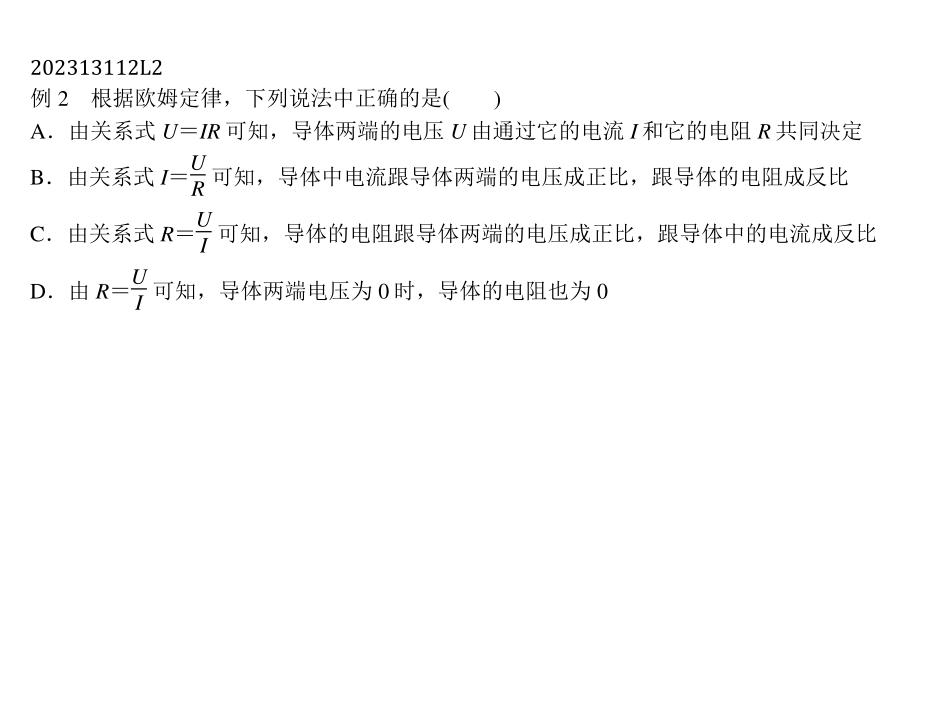 202313112L2
例 2　根据欧姆定律，下列说法中正确的是(　　)
A．由关系式 U＝IR 可知，导体两端的电压 U 由通过它的电流 I 和它的电阻 R 共同决定
B．由关系式 I＝U/R 可知，导体中电流跟导体两端的电压成正比，跟导体的电阻成反比
C．由关系式 R＝U/I 可知，导体的电阻跟导体两端的电压成正比，跟导体中的电流成反比
D．由 R＝U/I 可知，导体两端电压为 0 时，导体的电阻也为 0